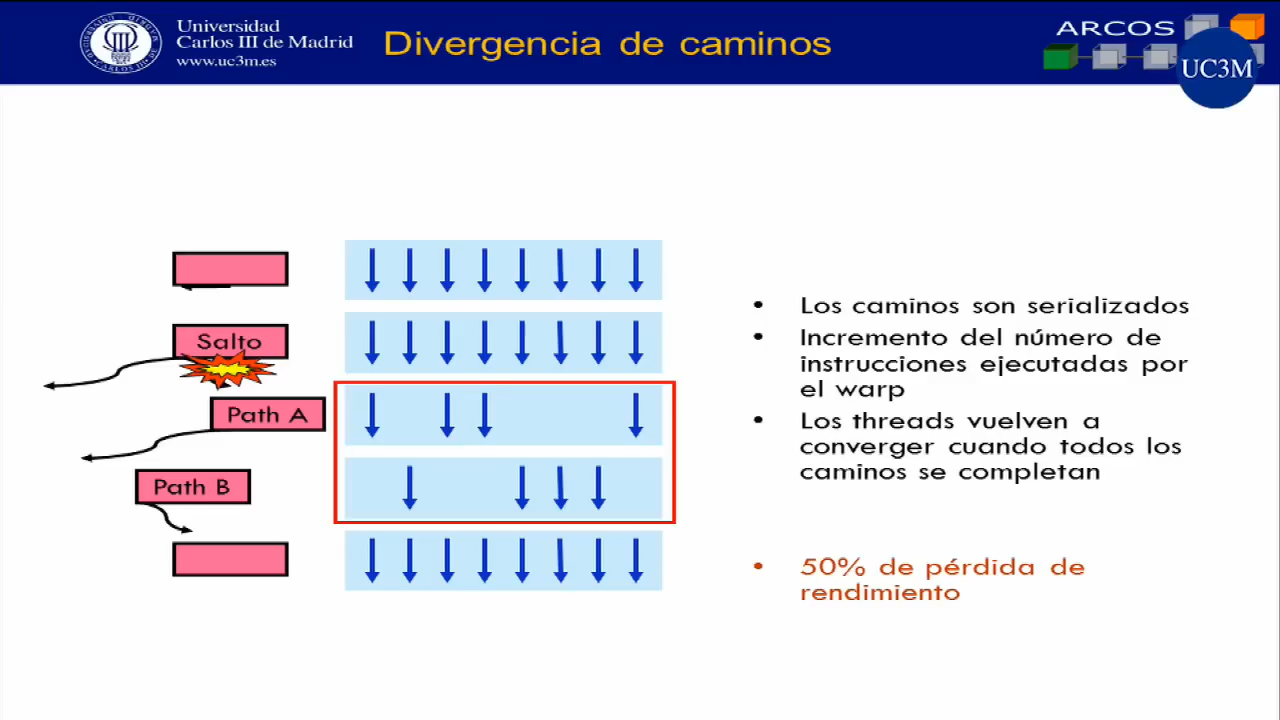 Universidad
Carlos III de Madrid
www.uc3m.es
Divergencia de caminos
ARCOS
UC3M
Salto
Path A
Path B
• Los caminos son serializados
• Incremento del número de
instrucciones ejecutadas por
el warp
• Los threads vuelven a
converger cuando todos los
caminos se completan
• 50% de pérdida de
rendimiento